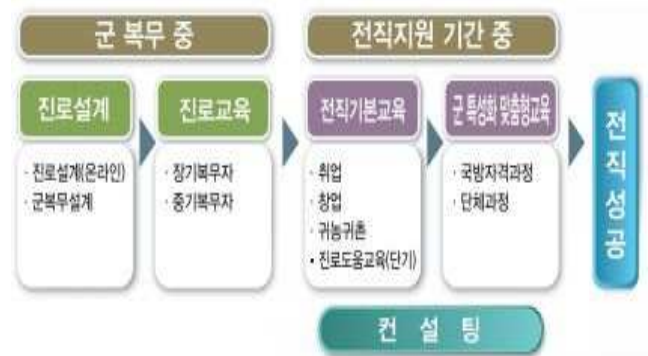 군 복무 중
전직지원 기간 중
진로설계
· 진로설계(온라인)
· 군복무설계
진로교육
· 장기복무자
· 중기복무자
전직기본교육
· 취업
· 창업
· 귀농귀촌
• 진로도움교육(단기)
군 특성화 맞춤형교육
· 국방자격과정
· 단체과정
전직성공
컨 설 팅